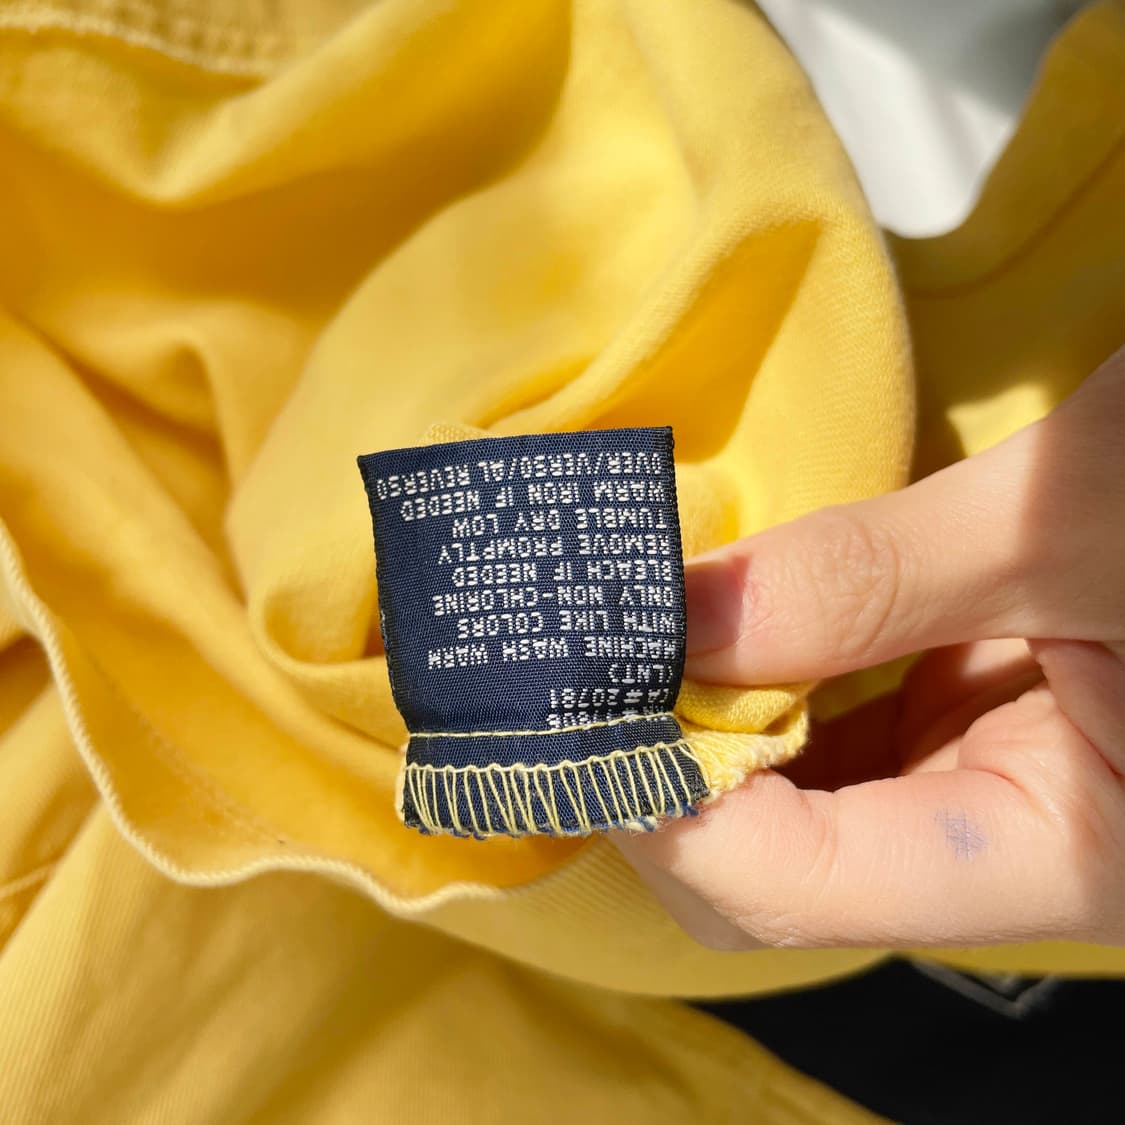 CA#20781
(LWT)
MACHINE WASH WARM
WITH LIKE COLORS
ONLY NON-CHLORINE
BLEACH IF NEEDED
REMOVE PROMPTLY
TUMBLE DRY LOW
WARM IRON IF NEEDED
OVER/VERSO/AL REVERSO